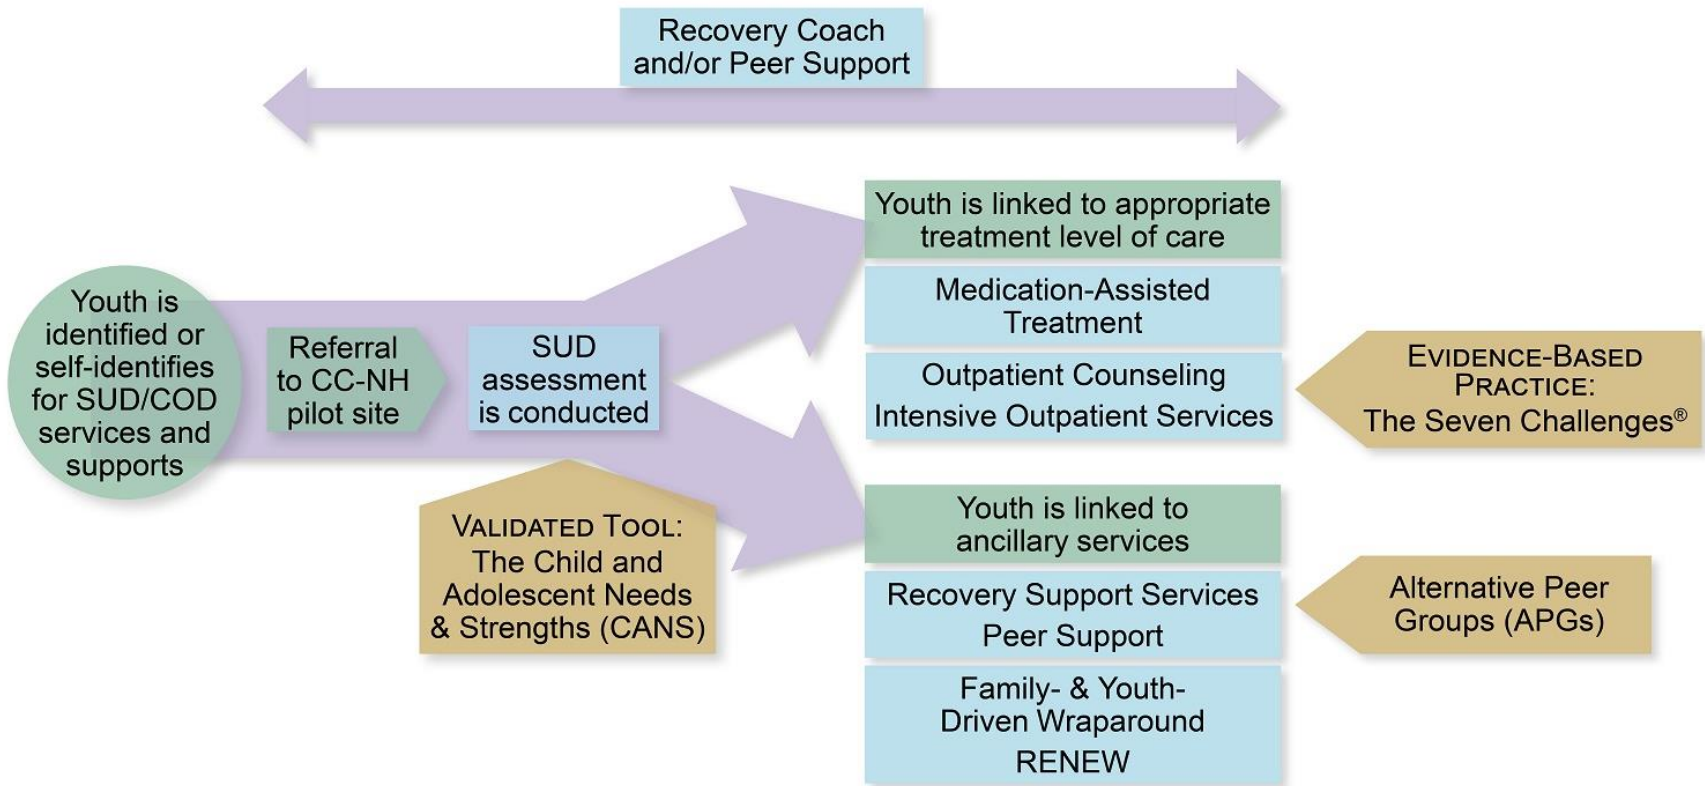 Recovery Coach
and/or Peer Support
Youth is
identified or
self-identifies
for SUD/COD
services and
supports
Referral
to CC-NH
pilot site
SUD
assessment
is conducted
VALIDATED TOOL:
The Child and
Adolescent Needs
& Strengths (CANS)
Youth is linked to appropriate
treatment level of care
Medication-Assisted
Treatment
Outpatient Counseling
Intensive Outpatient Services
EVIDENCE-BASED
PRACTICE:
The Seven Challenges®
Youth is linked to
ancillary services
Recovery Support Services
Peer Support
Alternative Peer
Groups (APGs)
Family- & Youth-
Driven Wraparound
RENEW